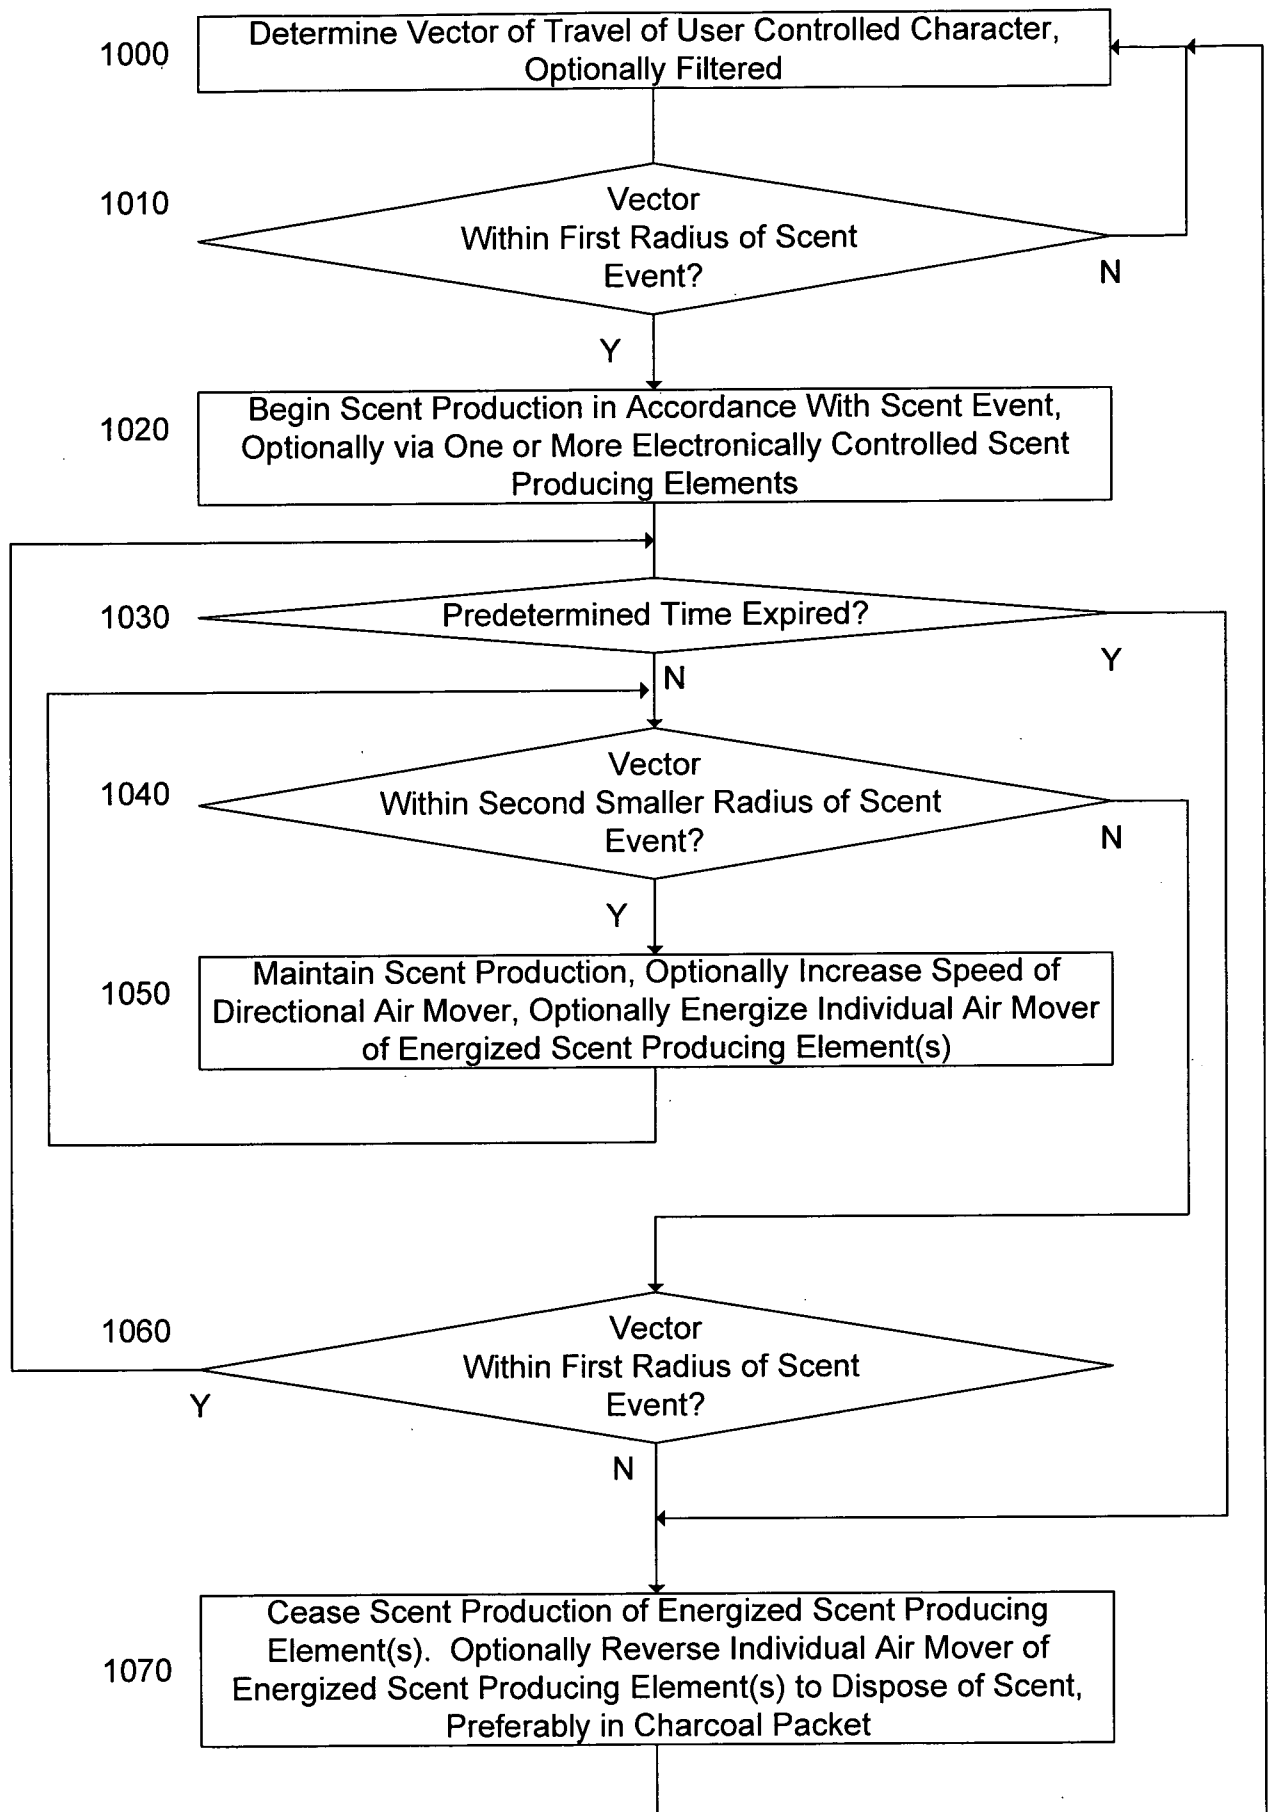 1000
Determine Vector of Travel of User Controlled Character,
Optionally Filtered
1010
Vector
Within First Radius of Scent
Event?
N
Y
1020
Begin Scent Production in Accordance With Scent Event,
Optionally via One or More Electronically Controlled Scent
Producing Elements
1030
Predetermined Time Expired?
Y
N
1040
Vector
Within Second Smaller Radius of Scent
Event?
N
Y
1050
Maintain Scent Production, Optionally Increase Speed of
Directional Air Mover, Optionally Energize Individual Air Mover
of Energized Scent Producing Element(s)
1060
Vector
Within First Radius of Scent
Event?
Y
N
1070
Cease Scent Production of Energized Scent Producing
Element(s).  Optionally Reverse Individual Air Mover of
Energized Scent Producing Element(s) to Dispose of Scent,
Preferably in Charcoal Packet